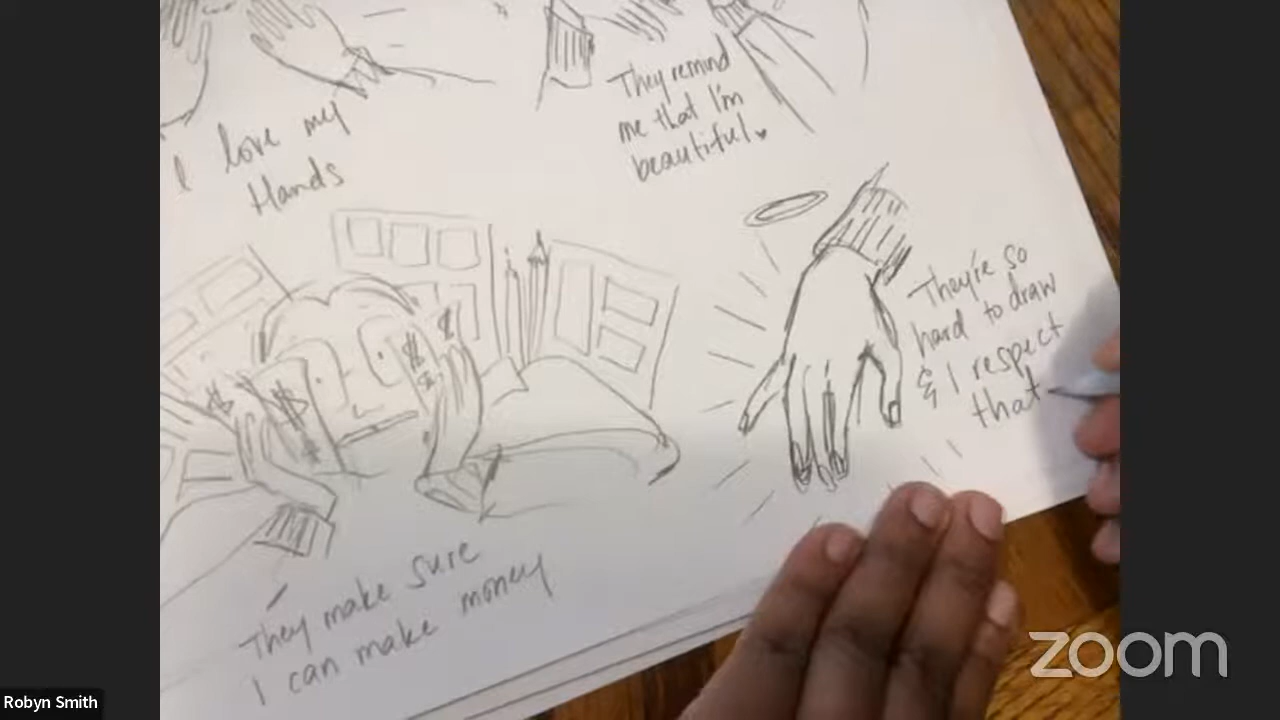 I love my
Hands
They remind
me that I'm
beautiful
They're so
hard to draw
& I respect
that
$ $ $
They make sure
I can make money
Robyn Smith
zoom